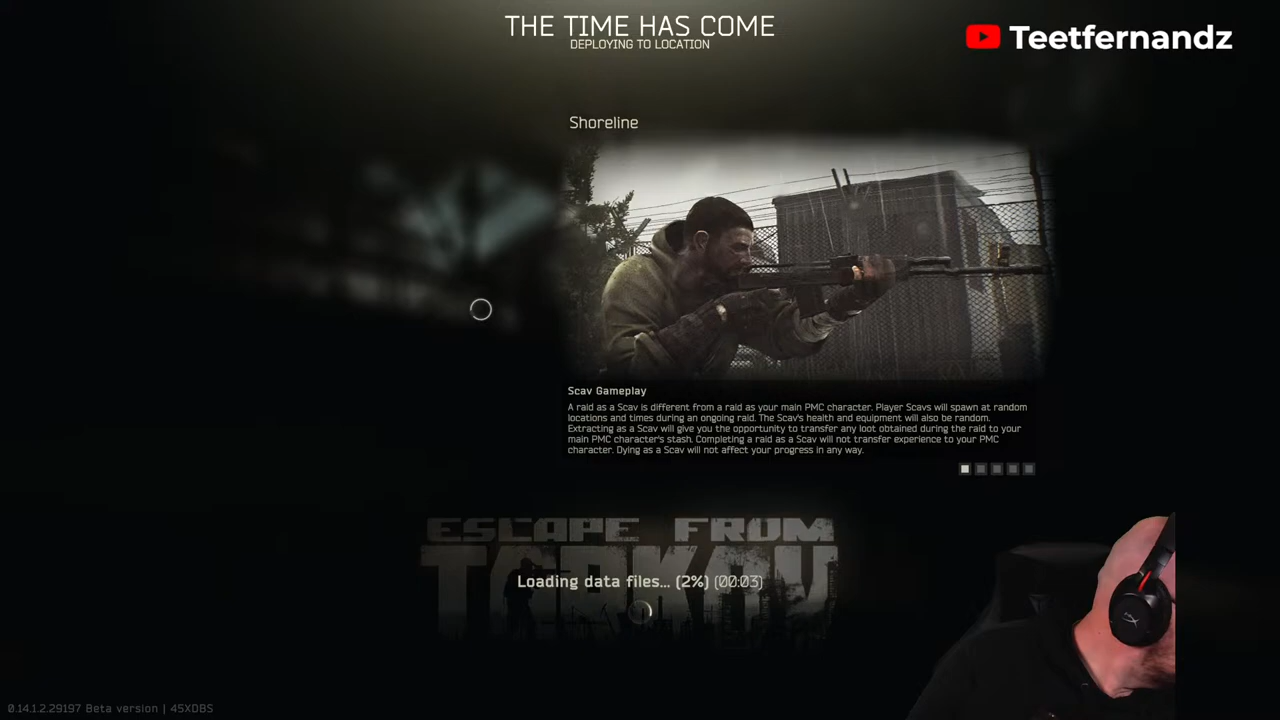 THE TIME HAS COME
DEPLOYING TO LOCATION
Teetfernandz
Shoreline
Scav Gameplay
A raid as a Scav is different from a raid as your main PMC character. Player Scavs will spawn at random
locations and times during an ongoing raid. The Scav's health and equipment will also be random.
Extracting as a Scav will give you the opportunity to transfer any loot obtained during the raid to your
main PMC character's stash. Completing a raid as a Scav will not transfer experience to your PMC
character. Dying as a Scav will not affect your progress in any way.
ESCAPE FROM
TARKOV
Loading data files... (2%) (00:03)
0.14.1.2.29197 Beta version | 45XDBS